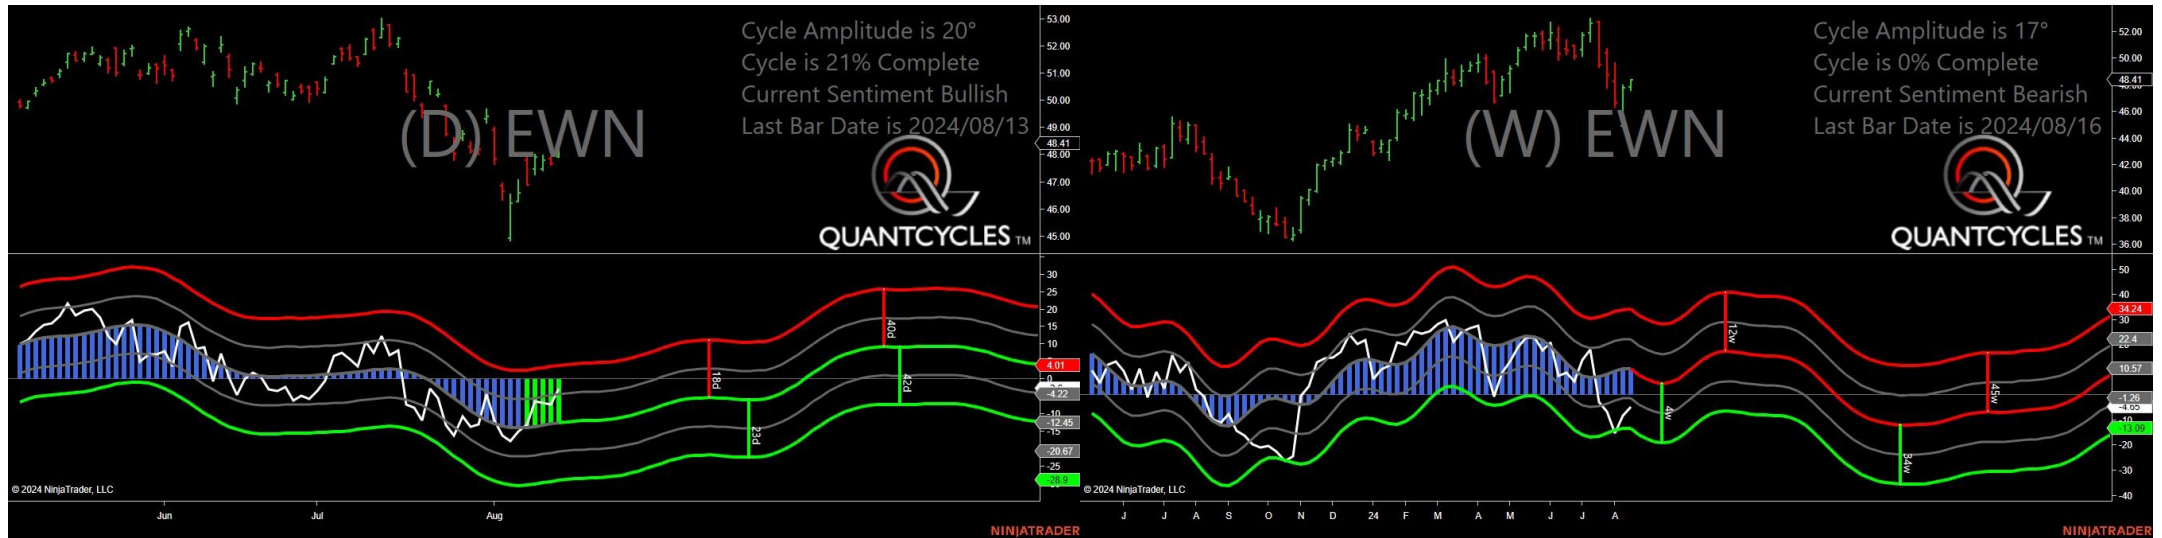 Cycle Amplitude is 20°
Cycle is 21% Complete
Current Sentiment Bullish
Last Bar Date is 2024/08/13
(D) EWN
QUANTCYCLES TM
53.00
52.00
51.00
50.00
49.00
48.41
48.00
47.00
46.00
45.00
30
25
20
15
10
5
4.01
0
-4.22
-10
-12.45
-15
-20.67
-25
-28.9
18d
23d
40d
42d
© 2024 NinjaTrader, LLC
Jun
Jul
Aug
NINJATRADER
Cycle Amplitude is 17°
Cycle is 0% Complete
Current Sentiment Bearish
Last Bar Date is 2024/08/16
(W) EWN
QUANTCYCLES TM
52.00
50.00
48.41
48.00
46.00
44.00
42.00
40.00
38.00
36.00
50
40
34.24
30
22.4
20
10.57
-1.26
-4.65
-10
-13.09
-20
-30
-40
4w
12w
34w
45w
© 2024 NinjaTrader, LLC
J
J
A
S
O
N
D
24
F
M
A
M
J
J
A
NINJATRADER